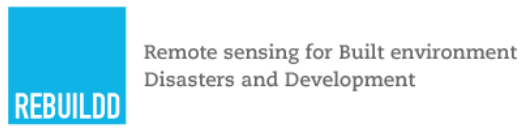 REBUILDD
Remote sensing for Built environment
Disasters and Development